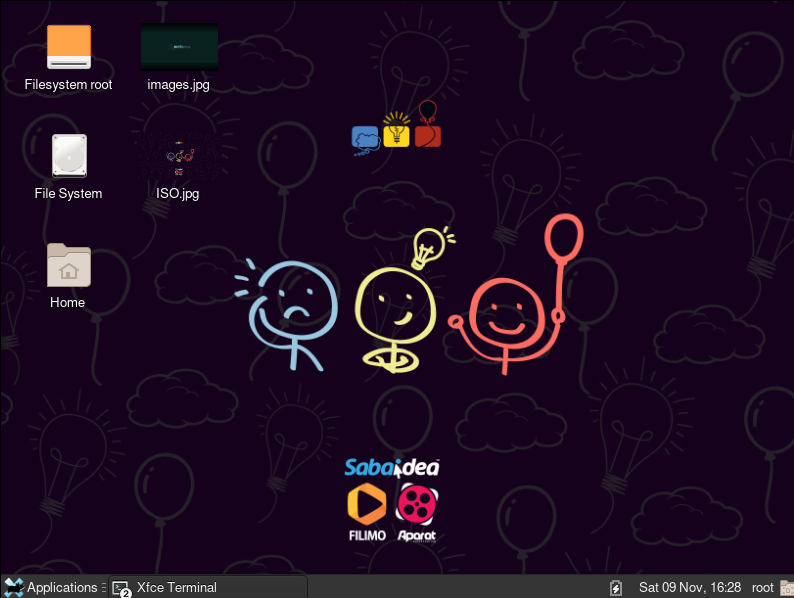 Filesystem root
images.jpg
File System
ISO.jpg
Home
Sabaidea
FILIMO
Aparat
Applications
2
Xfce Terminal
Sat 09 Nov, 16:28
root